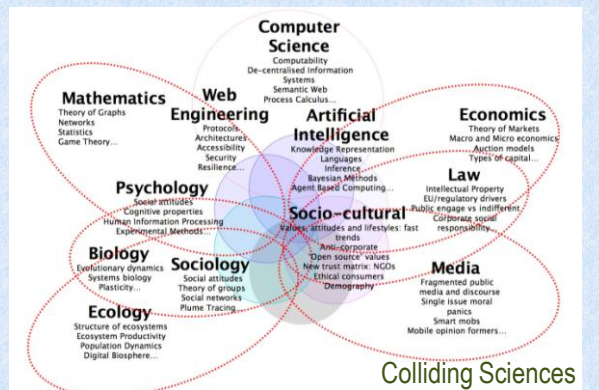 Computer
Science
Computability
De-centralised Information
Systems
Semantic Web
Process Calculus...
Mathematics
Theory of Graphs
Networks
Statistics
Game Theory...
Web
Engineering
Protocols
Architectures
Accessibility
Security
Resilience...
Artificial
Intelligence
Knowledge Representation
Languages
Inference
Bayesian Methods
Agent Based Computing...
Economics
Theory of Markets
Macro and Micro economics
Auction models
Types of capital...
Law
Intellectual Property
EU/regulatory drivers
Public engage vs indifferent
Corporate social
responsibility...
Psychology
Social attitudes
Cognitive properties
Human Information Processing
Experimental Methods...
Socio-cultural
Values, attitudes and lifestyles: fast
trends
Anti-corporate
'Open source' values
New trust matrix: NGOs
Ethical consumers
Demography
Biology
Evolutionary dynamics
Systems biology
Plasticity...
Sociology
Social attitudes
Theory of groups
Social networks
Plume Tracing...
Media
Fragmented public
media and discourse
Single issue moral
panics
Smart mobs
Mobile opinion formers...
Ecology
Structure of ecosystems
Ecosystem Productivity
Population Dynamics
Digital Biosphere...
Colliding Sciences